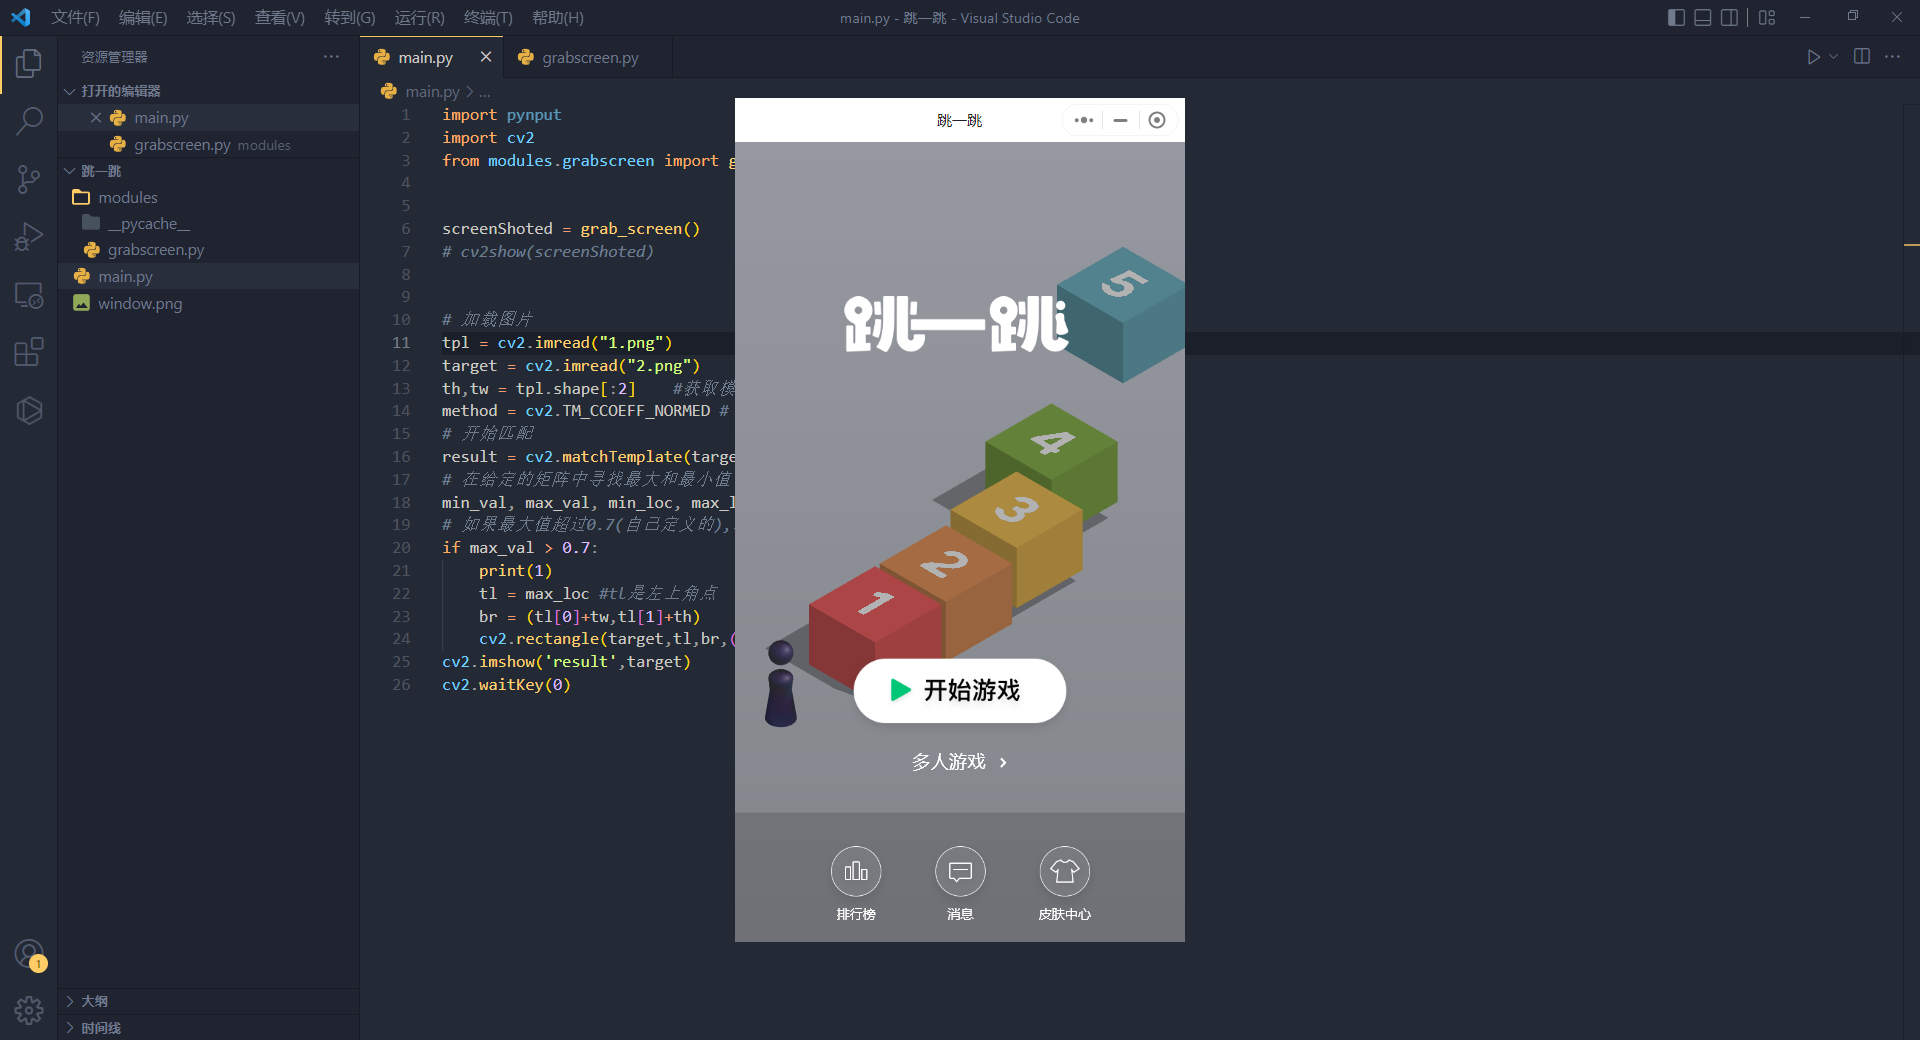 文件(F) 编辑(E) 选择(S) 查看(V) 转到(G) 运行(R) 终端(T) 帮助(H)
main.py - 跳一跳 - Visual Studio Code
资源管理器
打开的编辑器
main.py
grabscreen.py modules
跳一跳
modules
__pycache__
grabscreen.py
main.py
window.png
1
大纲
时间线
main.py
grabscreen.py
main.py > ...
1 import pynput
2 import cv2
3 from modules.grabscreen import g
4
5
6 screenShoted = grab_screen()
7 # cv2show(screenShoted)
8
9
10 # 加载图片
11 tpl = cv2.imread("1.png")
12 target = cv2.imread("2.png")
13 th,tw = tpl.shape[:2] #获取模
14 method = cv2.TM_CCOEFF_NORMED #
15 # 开始匹配
16 result = cv2.matchTemplate(targe
17 # 在给定的矩阵中寻找最大和最小值
18 min_val, max_val, min_loc, max_l
19 # 如果最大值超过0.7(自己定义的),
20 if max_val > 0.7:
21 print(1)
22 tl = max_loc #tl是左上角点
23 br = (tl[0]+tw,tl[1]+th)
24 cv2.rectangle(target,tl,br,(
25 cv2.imshow('result',target)
26 cv2.waitKey(0)
跳一跳
5
跳一跳
4
3
2
1
开始游戏
多人游戏 >
排行榜 消息 皮肤中心